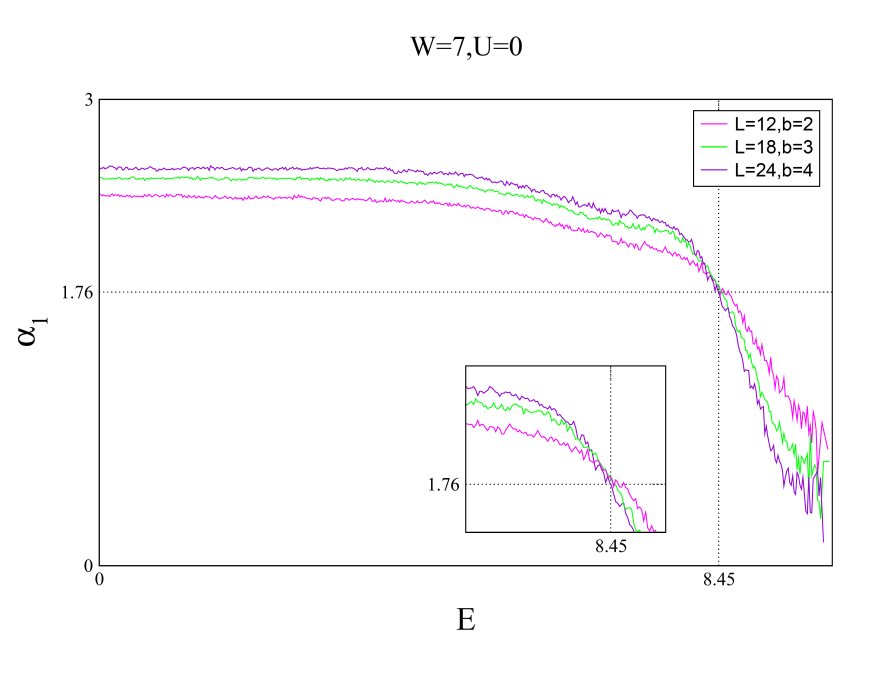 W=7,U=0
3
L=12,b=2
L=18,b=3
L=24,b=4
1.76
α1
1.76
8.45
0
0
8.45
E